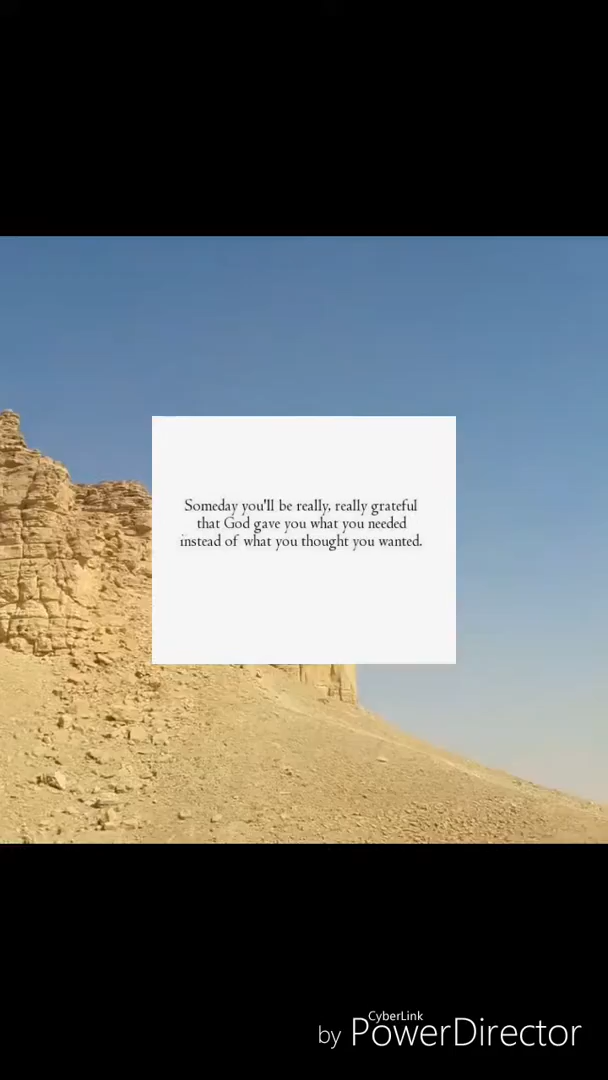 Someday you'll be really, really grateful
that God gave you what you needed
instead of what you thought you wanted.
CyberLink
by PowerDirector